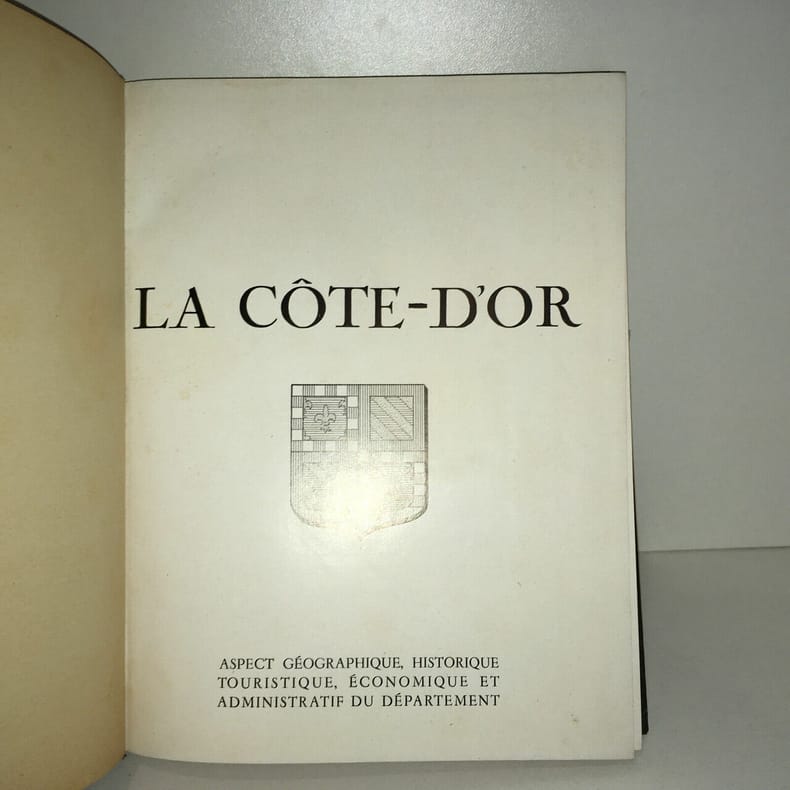 LA CÔTE-D'OR
ASPECT GÉOGRAPHIQUE, HISTORIQUE
TOURISTIQUE, ÉCONOMIQUE ET
ADMINISTRATIF DU DÉPARTEMENT